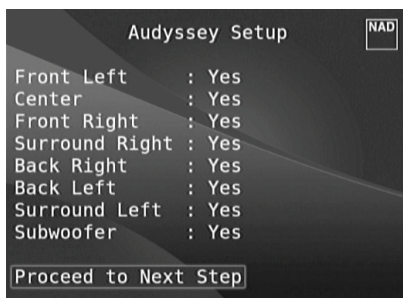 Audyssey Setup
NAD
Front Left : Yes
Center : Yes
Front Right : Yes
Surround Right : Yes
Back Right : Yes
Back Left : Yes
Surround Left : Yes
Subwoofer : Yes
Proceed to Next Step